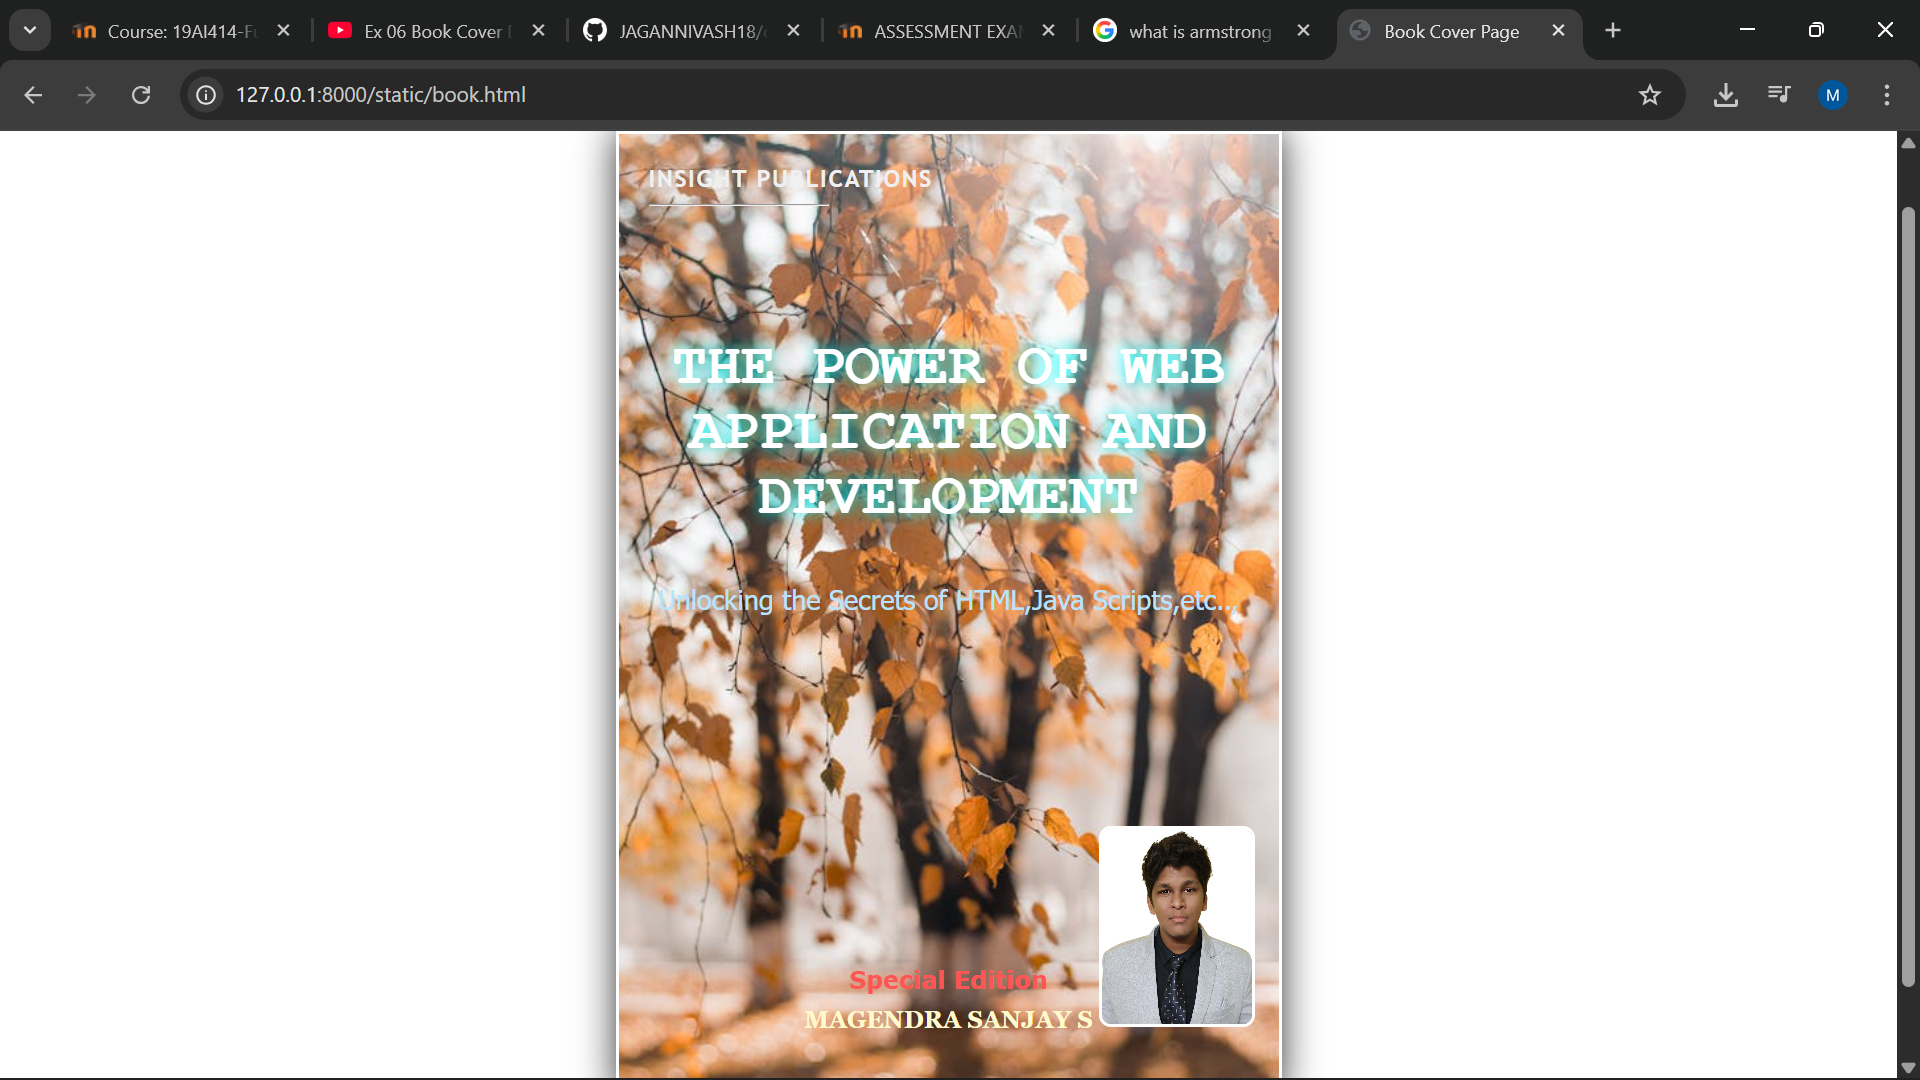 Course: 19AI414-Fu
Ex 06 Book Cover
JAGANNIVASH18/
ASSESSMENT EXA
what is armstrong
Book Cover Page
127.0.0.1:8000/static/book.html
M
INSIGHT PUBLICATIONS
THE POWER OF WEB
APPLICATION AND
DEVELOPMENT
Unlocking the Secrets of HTML,Java Scripts,etc..,
Special Edition
MAGENDRA SANJAY S